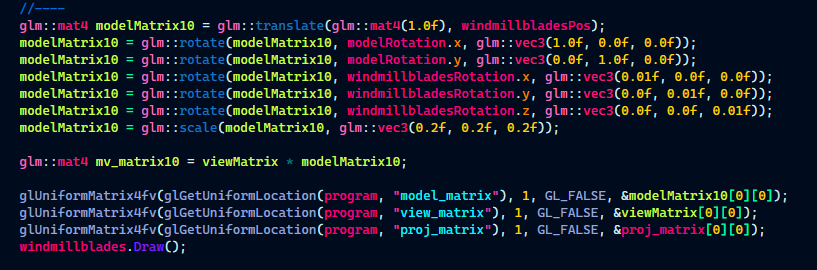 //----
glm::mat4 modelMatrix10 = glm::translate(glm::mat4(1.0f), windmillbladesPos);
modelMatrix10 = glm::rotate(modelMatrix10, modelRotation.x, glm::vec3(1.0f, 0.0f, 0.0f));
modelMatrix10 = glm::rotate(modelMatrix10, modelRotation.y, glm::vec3(0.0f, 1.0f, 0.0f));
modelMatrix10 = glm::rotate(modelMatrix10, windmillbladesRotation.x, glm::vec3(0.01f, 0.0f, 0.0f));
modelMatrix10 = glm::rotate(modelMatrix10, windmillbladesRotation.y, glm::vec3(0.0f, 0.01f, 0.0f));
modelMatrix10 = glm::rotate(modelMatrix10, windmillbladesRotation.z, glm::vec3(0.0f, 0.0f, 0.01f));
modelMatrix10 = glm::scale(modelMatrix10, glm::vec3(0.2f, 0.2f, 0.2f));
glm::mat4 mv_matrix10 = viewMatrix * modelMatrix10;
glUniformMatrix4fv(glGetUniformLocation(program, "model_matrix"), 1, GL_FALSE, &modelMatrix10[0][0]);
glUniformMatrix4fv(glGetUniformLocation(program, "view_matrix"), 1, GL_FALSE, &viewMatrix[0][0]);
glUniformMatrix4fv(glGetUniformLocation(program, "proj_matrix"), 1, GL_FALSE, &proj_matrix[0][0]);
windmillblades.Draw();